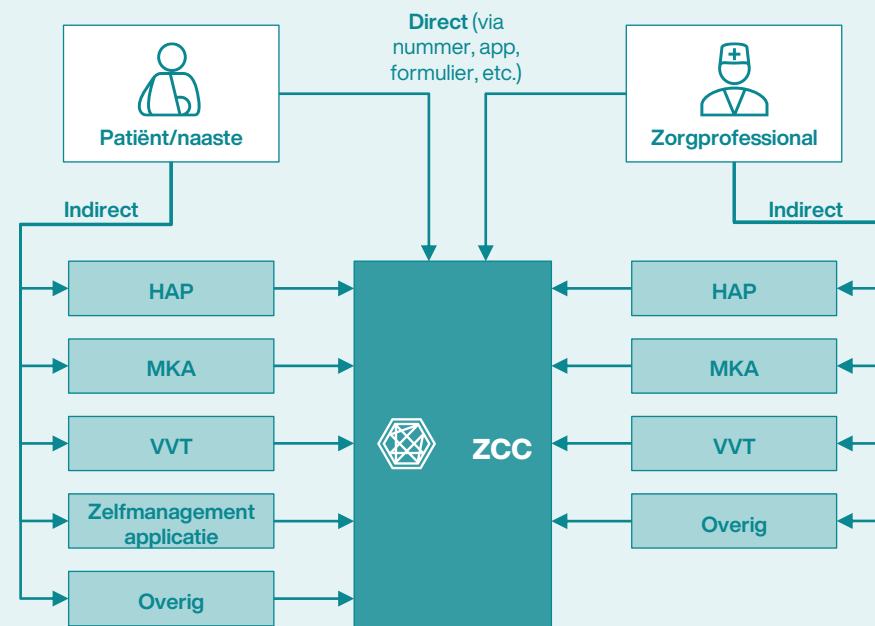 Direct (via
nummer, app,
formulier, etc.)
Patiënt/naaste
Zorgprofessional
Indirect
Indirect
HAP
HAP
MKA
MKA
VVT
VVT
zcc
Zelfmanagement
applicatie
Overig
Overig